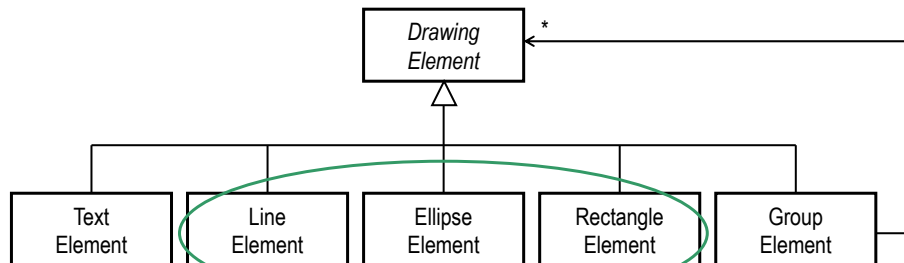 Drawing
Element
*
Text
Element
Line
Element
Ellipse
Element
Rectangle
Element
Group
Element